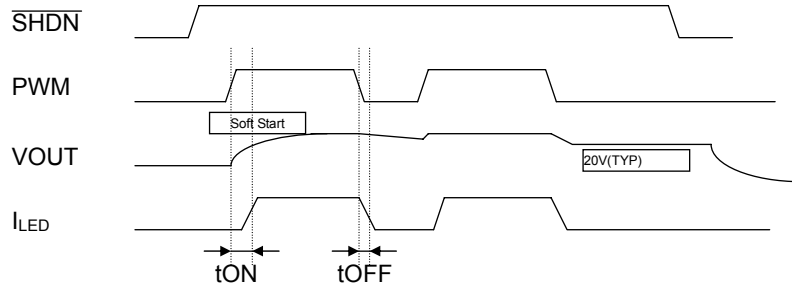 SHDN
PWM
Soft Start
VOUT
20V(TYP)
ILED
tON tOFF